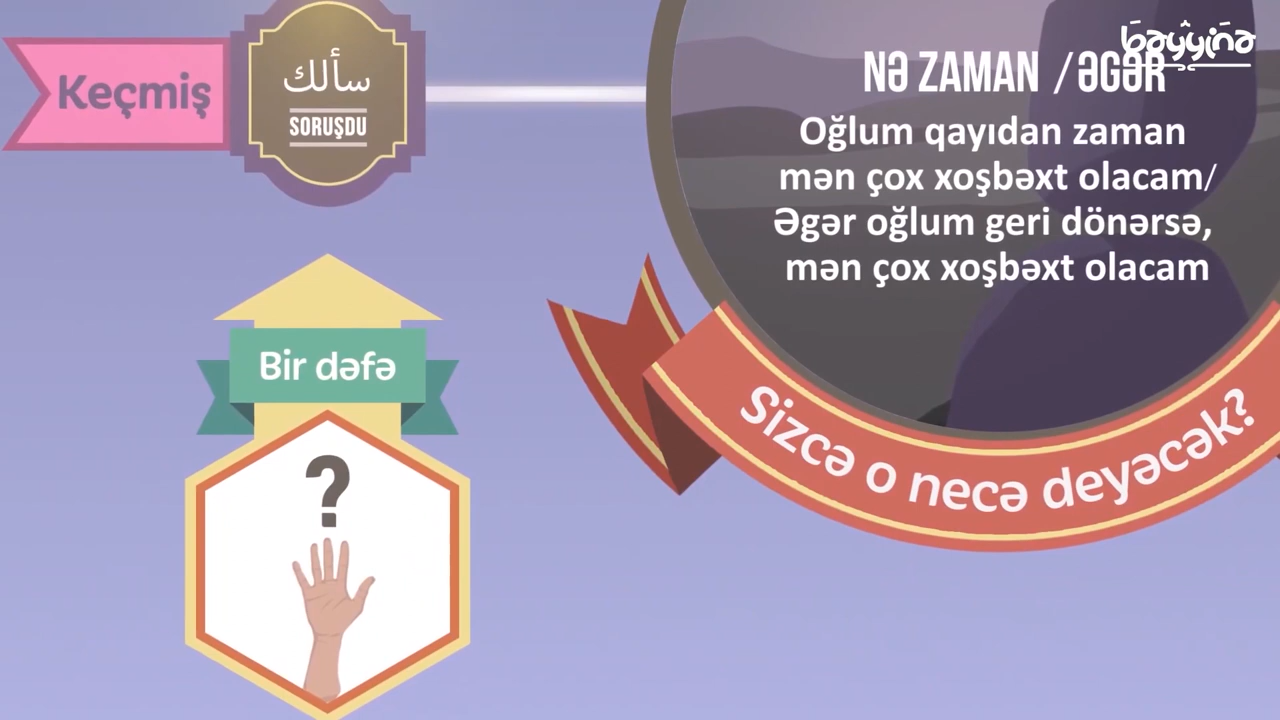 bayyina
Keçmiş
سألك
SORUŞDU
NƏ ZAMAN /ƏGƏR
Oğlum qayıdan zaman
mən çox xoşbəxt olacam/
Əgər oğlum geri dönərsə,
mən çox xoşbəxt olacam
Bir dəfə
?
Sizcə o necə deyəcək?